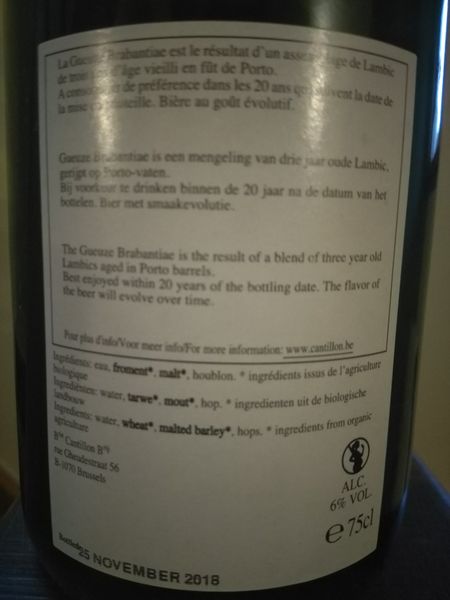 La Gueuze Brabantiae est le résultat d'un assemblage de Lambic
de trois d'âge vieilli en fût de Porto.
A consommer de préférence dans les 20 ans qui suivent la date de
la mise en bouteille. Bière au goût évolutif.
Gueuze Brabantiae is een mengeling van drie jaar oude Lambic,
gerijpt op Porto-vaten.
Bij voorkeur te drinken binnen de 20 jaar na de datum van het
bottelen. Bier met smaakevolutie.
The Gueuze Brabantiae is the result of a blend of three year old
Lambics aged in Porto barrels.
Best enjoyed within 20 years of the bottling date. The flavor of
the beer will evolve over time.
Pour plus d'info/Voor meer info/For more information: www.cantillon.be
Ingrédients: eau, froment*, malt*, houblon. * ingrédients issus de l'agriculture
biologique
Ingrediënten: water, tarwe*, mout*, hop. * ingredienten uit de biologische
landbouw
Ingredients: water, wheat*, malted barley*, hops. * ingredients from organic
agriculture
Bie Cantillon Bij
rue Gheudestraat 56
B-1070 Brussels
ALC.
6% VOL.
e 75cl
Bottled:
25 NOVEMBER 2018